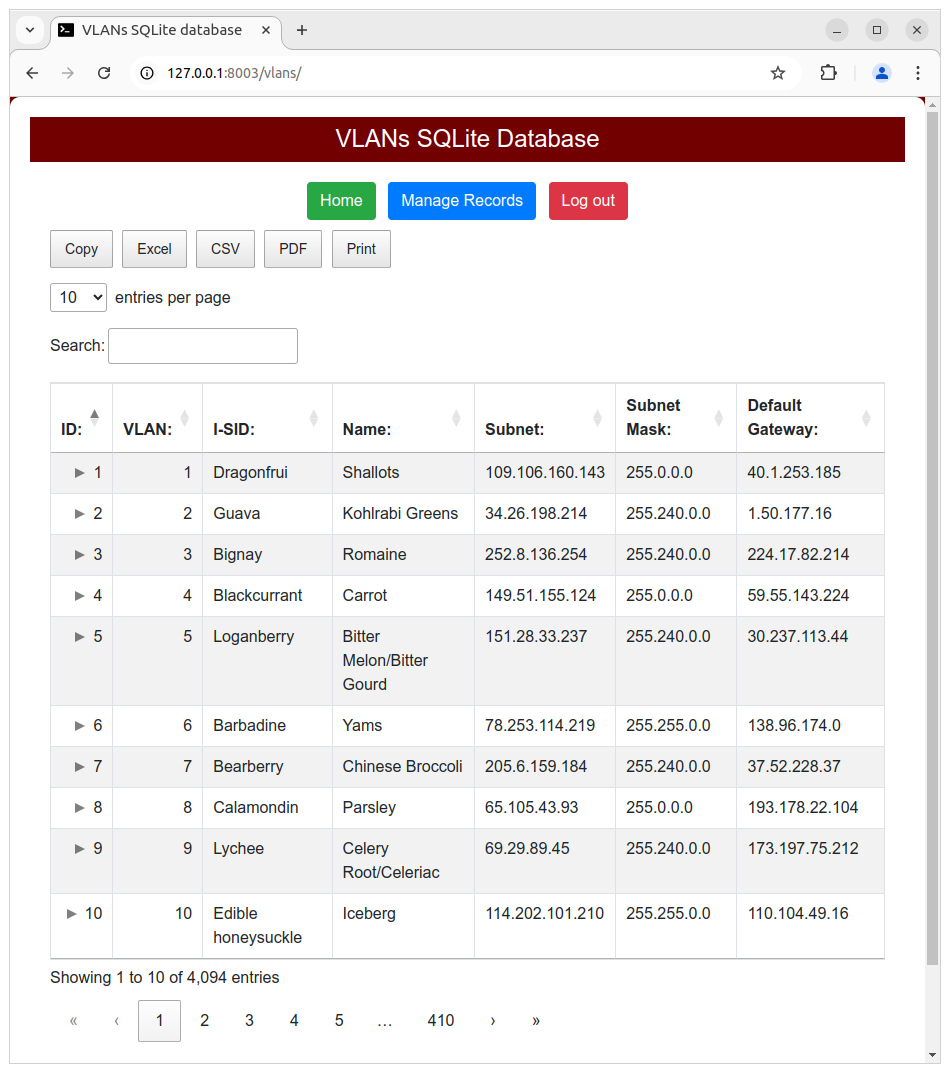 VLANs SQLite database
127.0.0.1:8003/vlans/
VLANs SQLite Database
Home Manage Records Log out
Copy Excel CSV PDF Print
10 entries per page
Search:
ID: VLAN: I-SID: Name: Subnet: Subnet Mask: Default Gateway:
1 1 Dragonfrui Shallots 109.106.160.143 255.0.0.0 40.1.253.185
2 2 Guava Kohlrabi Greens 34.26.198.214 255.240.0.0 1.50.177.16
3 3 Bignay Romaine 252.8.136.254 255.240.0.0 224.17.82.214
4 4 Blackcurrant Carrot 149.51.155.124 255.0.0.0 59.55.143.224
5 5 Loganberry Bitter Melon/Bitter Gourd 151.28.33.237 255.240.0.0 30.237.113.44
6 6 Barbadine Yams 78.253.114.219 255.255.0.0 138.96.174.0
7 7 Bearberry Chinese Broccoli 205.6.159.184 255.240.0.0 37.52.228.37
8 8 Calamondin Parsley 65.105.43.93 255.0.0.0 193.178.22.104
9 9 Lychee Celery Root/Celeriac 69.29.89.45 255.240.0.0 173.197.75.212
10 10 Edible honeysuckle Iceberg 114.202.101.210 255.255.0.0 110.104.49.16
Showing 1 to 10 of 4,094 entries
« ‹ 1 2 3 4 5 … 410 › »